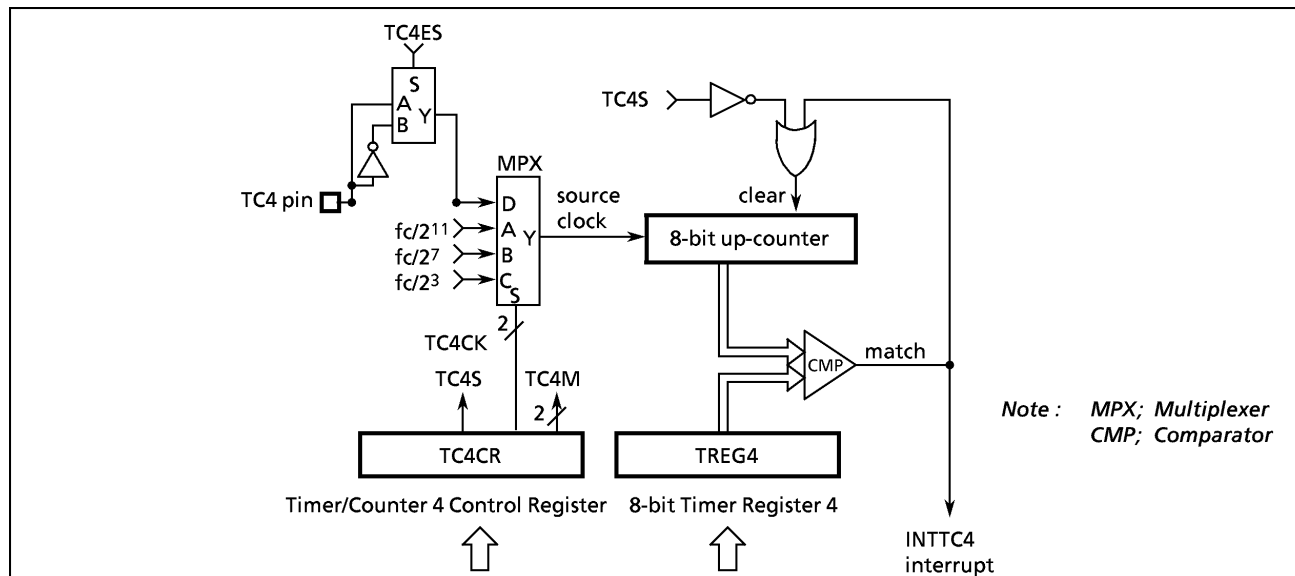 TC4ES
S
A
B
Y
TC4 pin
TC4S
MPX
D
A
B
C
Y
S
fc/2¹¹
fc/2⁷
fc/2³
source
clock
clear
8-bit up-counter
2
TC4CK
TC4S
TC4M
2
CMP
match
TC4CR
TREG4
Timer/Counter 4 Control Register
8-bit Timer Register 4
Note : MPX; Multiplexer
CMP; Comparator
INTTC4
interrupt